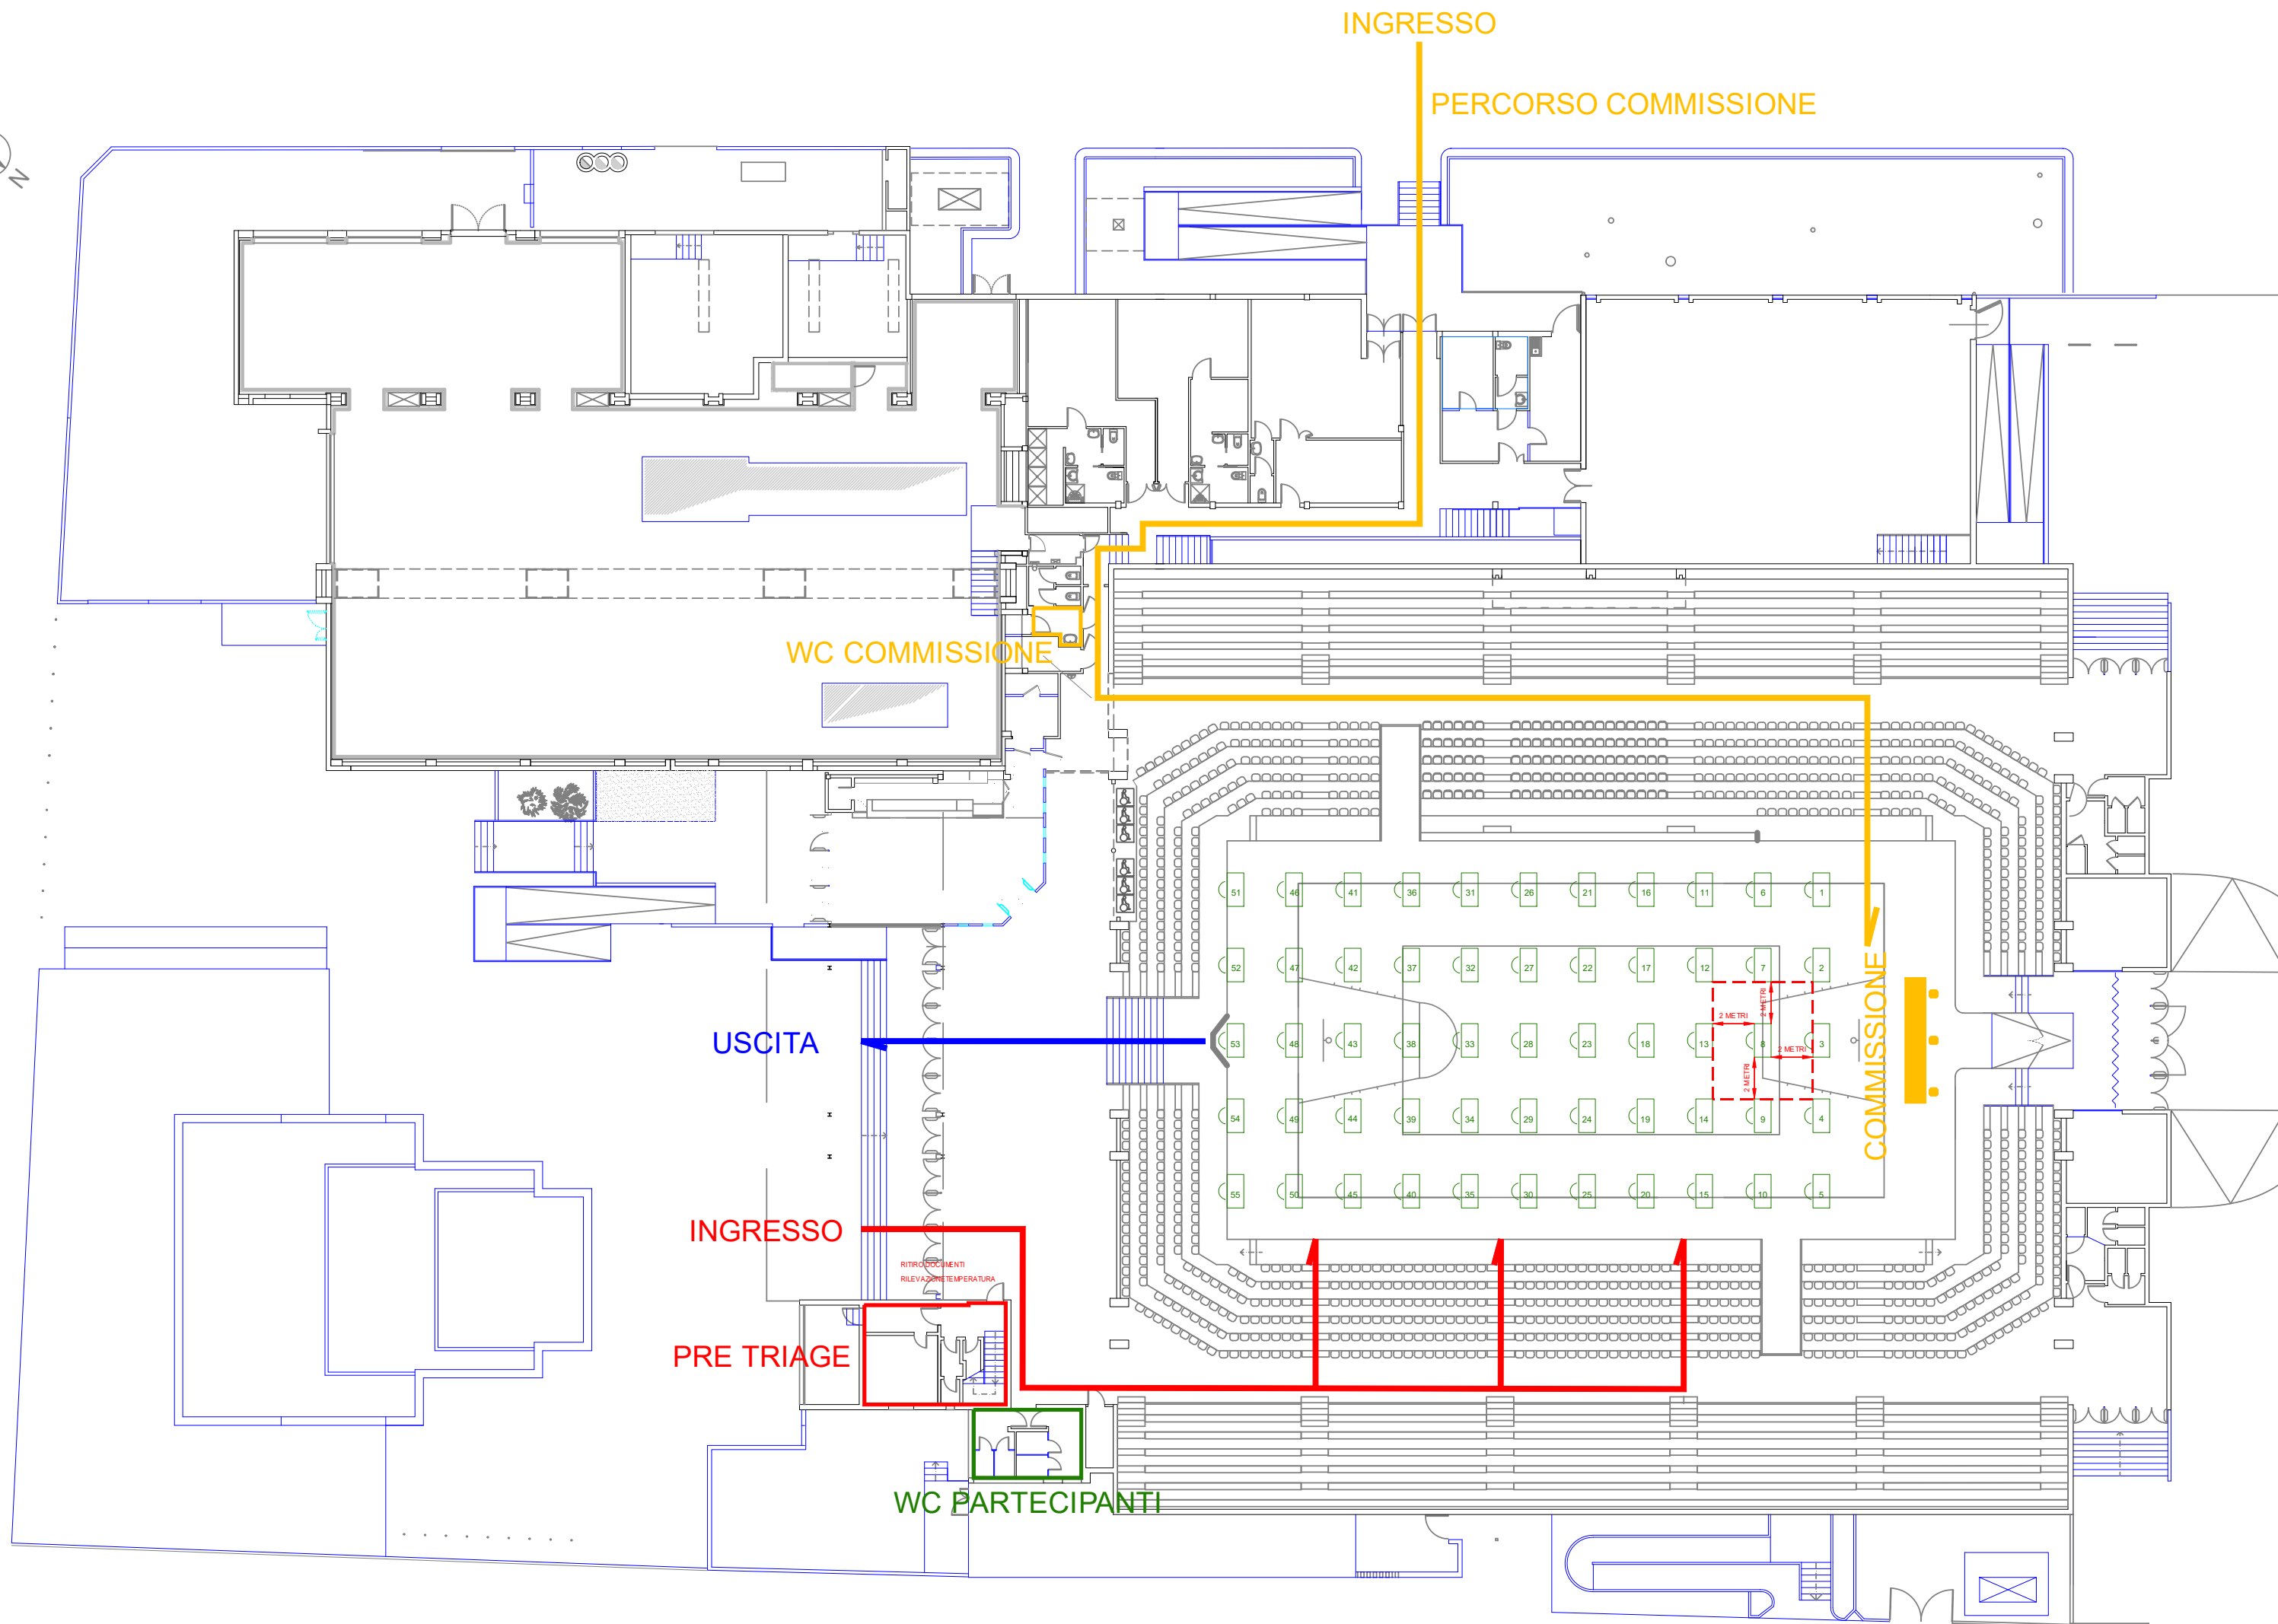 INGRESSO
PERCORSO COMMISSIONE
N
WC COMMISSIONE
51 46 41 36 31 26 21 16 11 6 1
52 47 42 37 32 27 22 17 12 7 2
COMMISSIONE
2 METRI
2 METRI
USCITA
53 48 43 38 33 28 23 18 13 8 3
2 METRI
2 METRI
54 49 44 39 34 29 24 19 14 9 4
55 50 45 40 35 30 25 20 15 10 5
INGRESSO
RITIRO DOCUMENTI
RILEVAZIONE TEMPERATURA
PRE TRIAGE
WC PARTECIPANTI